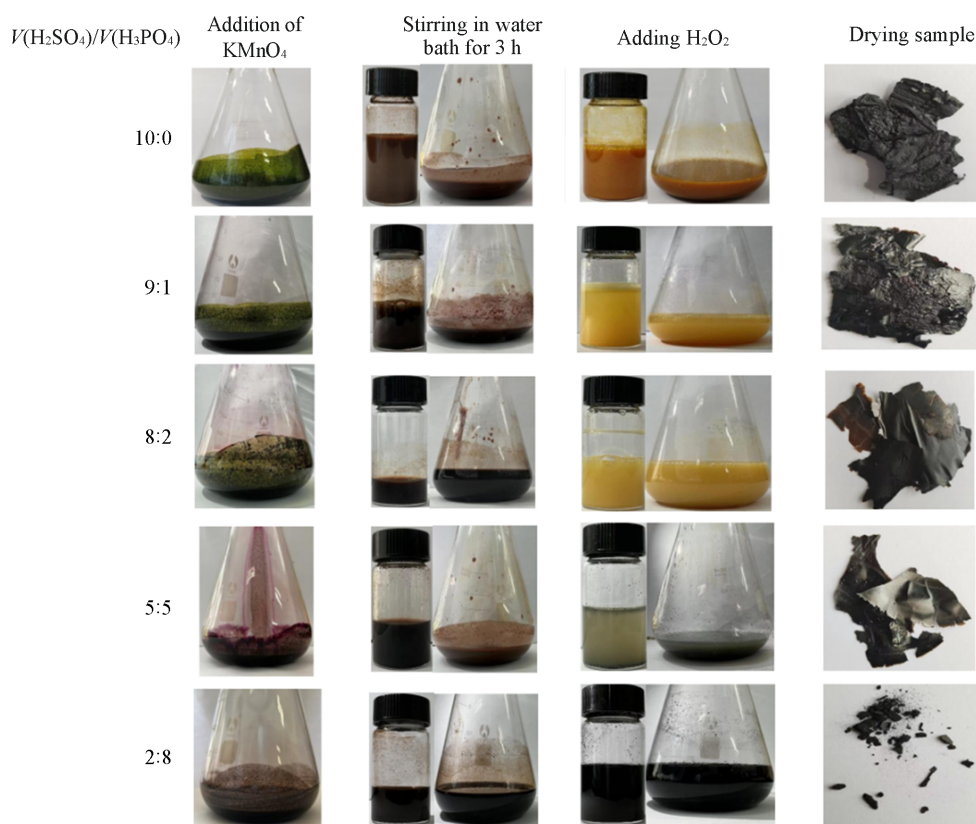 V(H₂SO₄)/V(H₃PO₄)
Addition of
KMnO₄
Stirring in water
bath for 3 h
Adding H₂O₂
Drying sample
10:0
9:1
8:2
5:5
2:8